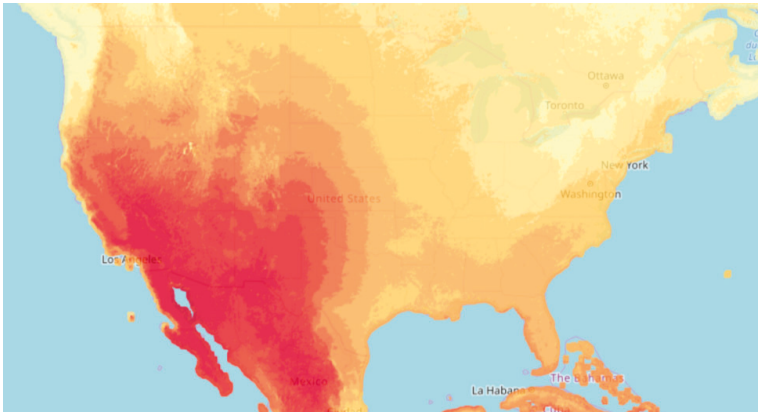 Ottawa
Toronto
New York
Washington
United States
Los Angeles
Mexico
The Bahamas
La Habana